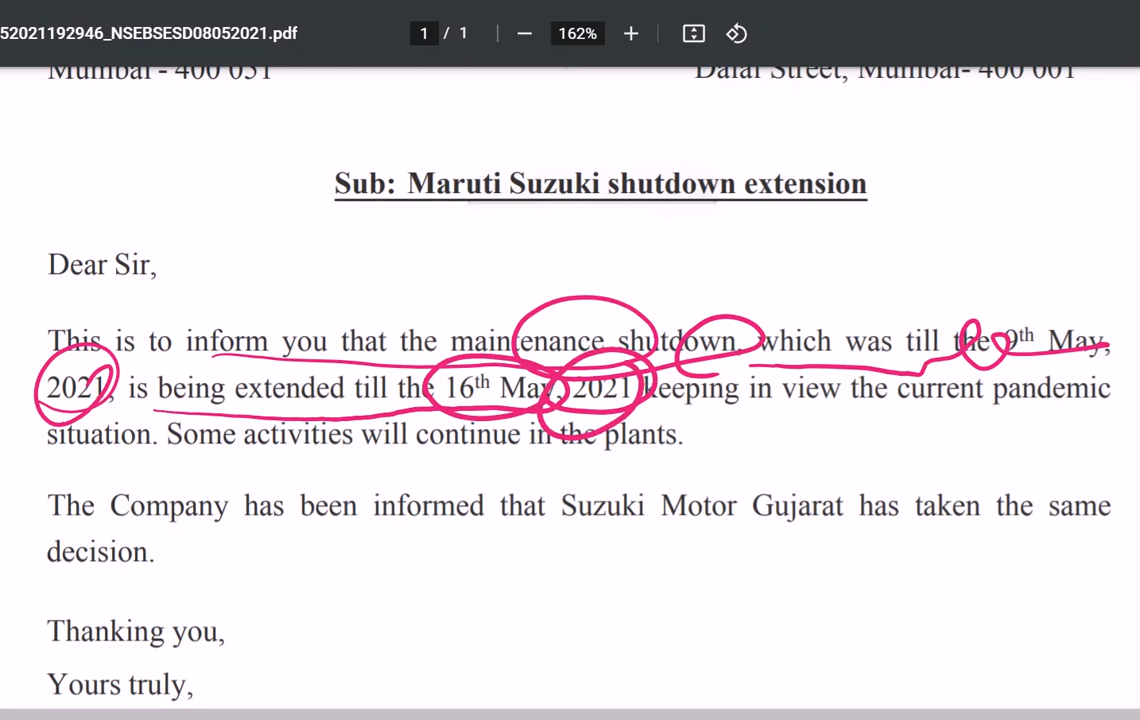 52021192946_NSEBSESD08052021.pdf
1 / 1 — 162% +
Mumbai - 400 051 Dalal Street, Mumbai- 400 001
Sub: Maruti Suzuki shutdown extension
Dear Sir,
This is to inform you that the maintenance shutdown, which was till the 9th May,
2021, is being extended till the 16th May, 2021 keeping in view the current pandemic
situation. Some activities will continue in the plants.
The Company has been informed that Suzuki Motor Gujarat has taken the same
decision.
Thanking you,
Yours truly,